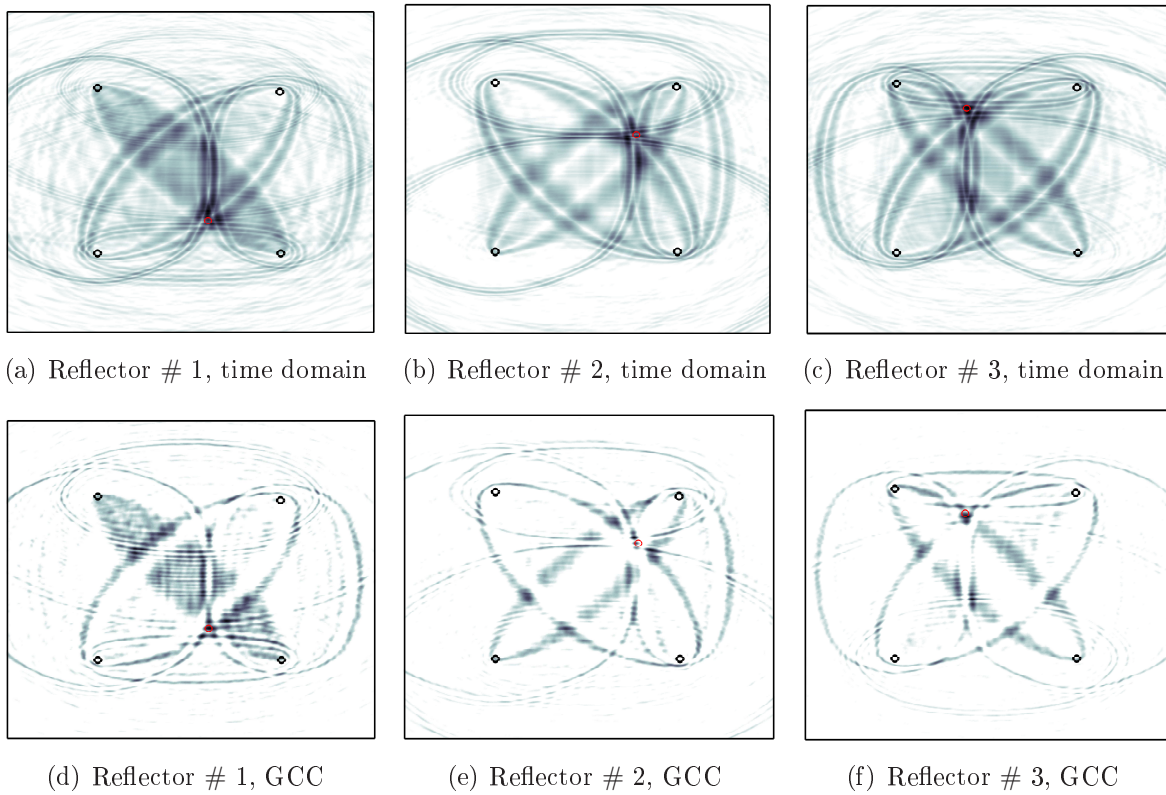 (a) Reflector # 1, time domain
(b) Reflector # 2, time domain
(c) Reflector # 3, time domain
(d) Reflector # 1, GCC
(e) Reflector # 2, GCC
(f) Reflector # 3, GCC